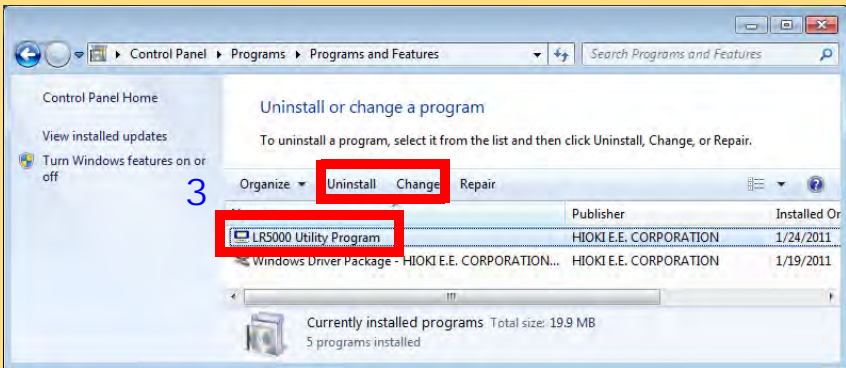 Control Panel ▸ Programs ▸ Programs and Features
Search Programs and Features
Control Panel Home
View installed updates
Turn Windows features on or
off
Uninstall or change a program
To uninstall a program, select it from the list and then click Uninstall, Change, or Repair.
3
Organize Uninstall Change Repair
Publisher Installed On
LR5000 Utility Program HIOKI E.E. CORPORATION 1/24/2011
Windows Driver Package - HIOKI E.E. CORPORATION... HIOKI E.E. CORPORATION 1/19/2011
Currently installed programs Total size: 19.9 MB
5 programs installed